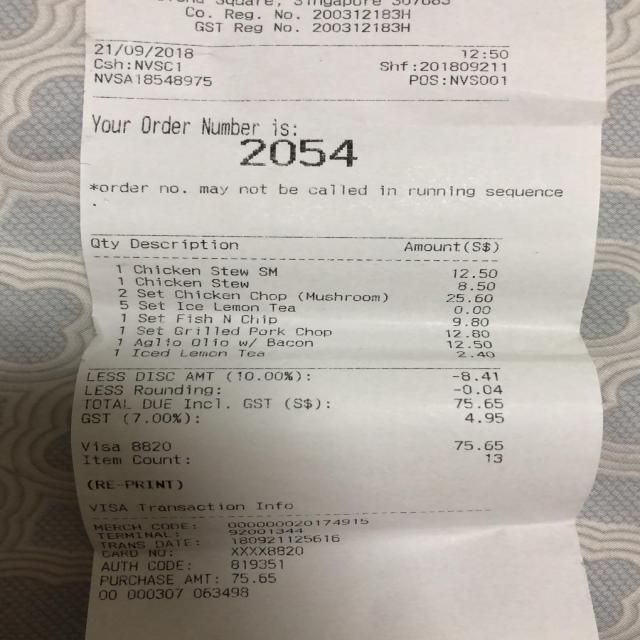 Square, Singapore 307683
Co. Reg. No. 200312183H
GST Reg No. 200312183H
21/09/2018 12:50
Csh:NVSC1 Shf:201809211
NVSA18548975 POS:NVS001
Your Order Number is:
2054
*order no. may not be called in running sequence
.
Qty Description Amount(S$)
1 Chicken Stew SM 12.50
1 Chicken Stew 8.50
2 Set Chicken Chop (Mushroom) 25.60
5 Set Ice Lemon Tea 0.00
1 Set Fish N Chip 9.80
1 Set Grilled Pork Chop 12.80
1 Aglio Olio w/ Bacon 12.50
1 Iced Lemon Tea 2.40
LESS DISC AMT (10.00%): -8.41
LESS Rounding: -0.04
TOTAL DUE Incl. GST (S$): 75.65
GST (7.00%): 4.95
Visa 8820 75.65
Item Count: 13
(RE-PRINT)
VISA Transaction Info
MERCH CODE: 000000020174915
TERMINAL: 92001344
TRANS DATE: 180921125616
CARD NO: XXXX8820
AUTH CODE: 819351
PURCHASE AMT: 75.65
00 000307 063498